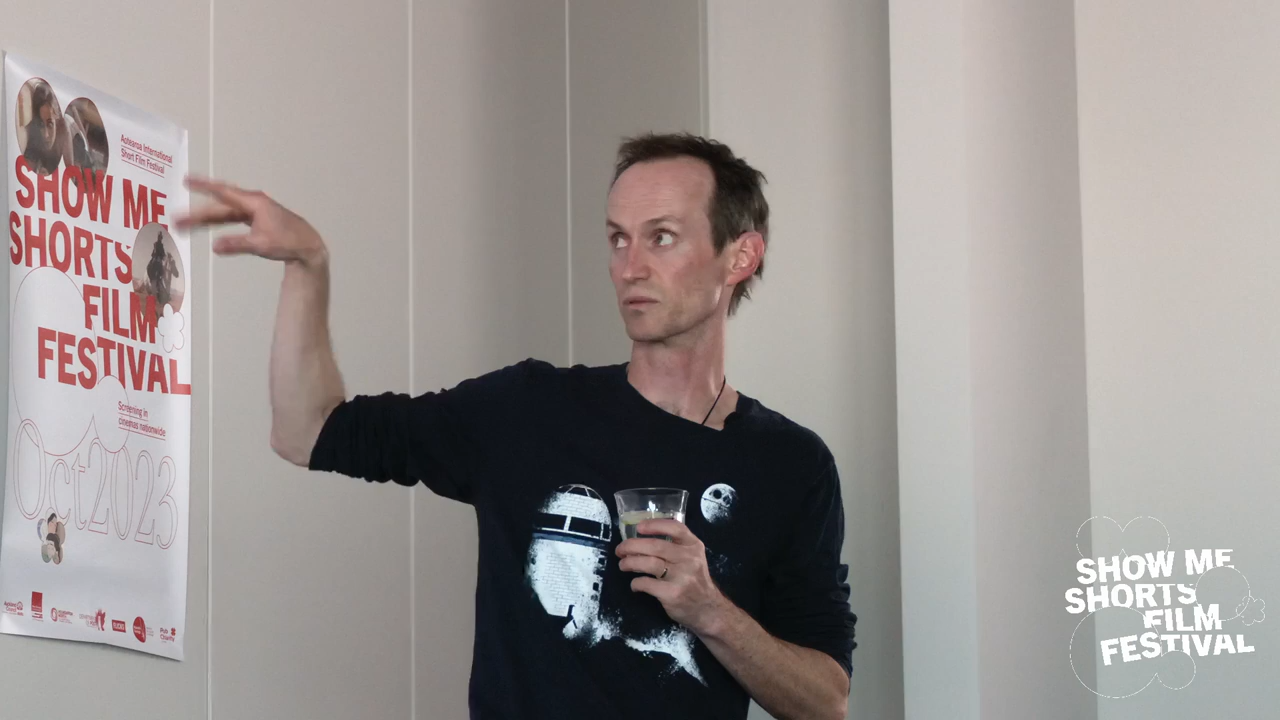 Aotearoa International
Short Film Festival
SHOW ME
SHORTS
FILM
FESTIVAL
Screening in
cinemas nationwide
Oct2023
SHOW ME
SHORTS
FILM
FESTIVAL